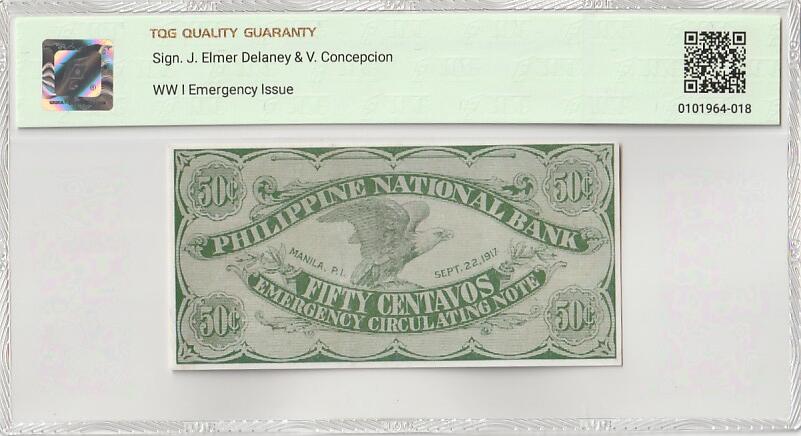 TQG QUALITY GUARANTY
Sign. J. Elmer Delaney & V. Concepcion
WW I Emergency Issue
0101964-018
50¢ 50¢
PHILIPPINE NATIONAL BANK
MANILA, P.I. SEPT. 22, 1917
FIFTY CENTAVOS
EMERGENCY CIRCULATING NOTE
50¢ 50¢